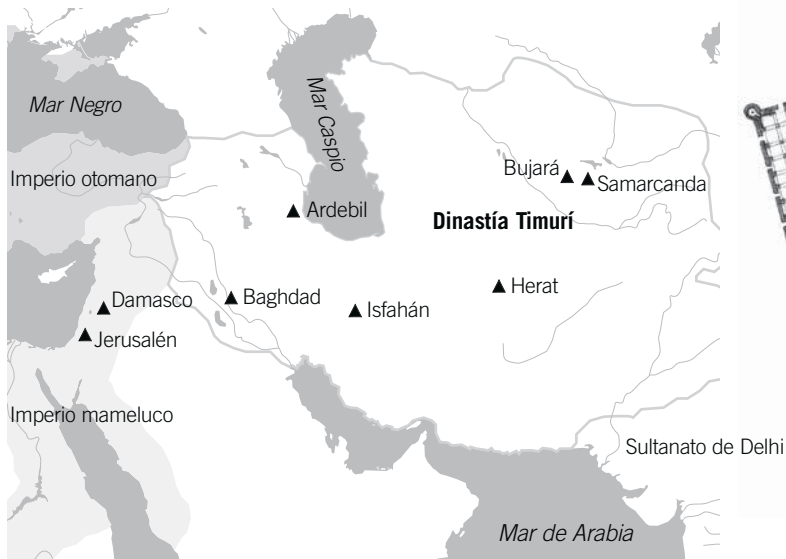 Mar Negro
Mar Caspio
Imperio otomano
Bujará
Samarcanda
Ardebil
Dinastía Timurí
Herat
Damasco
Baghdad
Isfahán
Jerusalén
Imperio mameluco
Sultanato de Delhi
Mar de Arabia